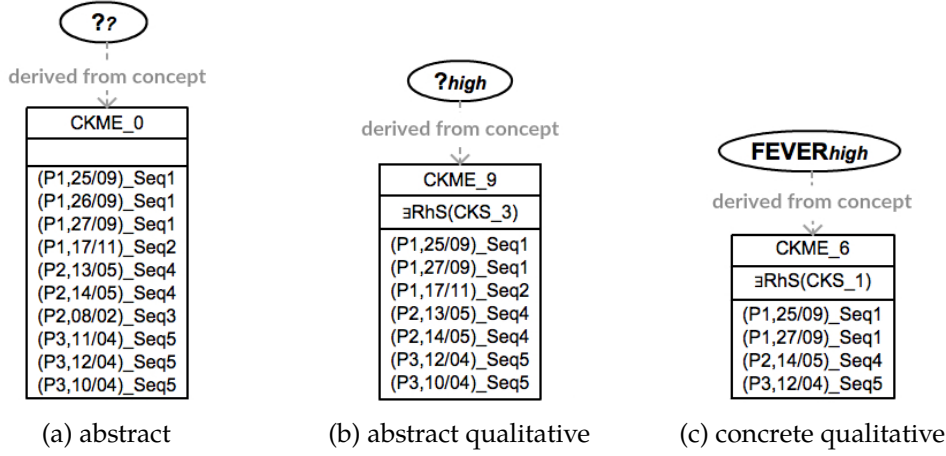 ??
derived from concept
CKME_0
(P1,25/09)_Seq1
(P1,26/09)_Seq1
(P1,27/09)_Seq1
(P1,17/11)_Seq2
(P2,13/05)_Seq4
(P2,14/05)_Seq4
(P2,08/02)_Seq3
(P3,11/04)_Seq5
(P3,12/04)_Seq5
(P3,10/04)_Seq5
(a) abstract
?high
derived from concept
CKME_9
∃RhS(CKS_3)
(P1,25/09)_Seq1
(P1,27/09)_Seq1
(P1,17/11)_Seq2
(P2,13/05)_Seq4
(P2,14/05)_Seq4
(P3,12/04)_Seq5
(P3,10/04)_Seq5
(b) abstract qualitative
FEVERhigh
derived from concept
CKME_6
∃RhS(CKS_1)
(P1,25/09)_Seq1
(P1,27/09)_Seq1
(P2,14/05)_Seq4
(P3,12/04)_Seq5
(c) concrete qualitative